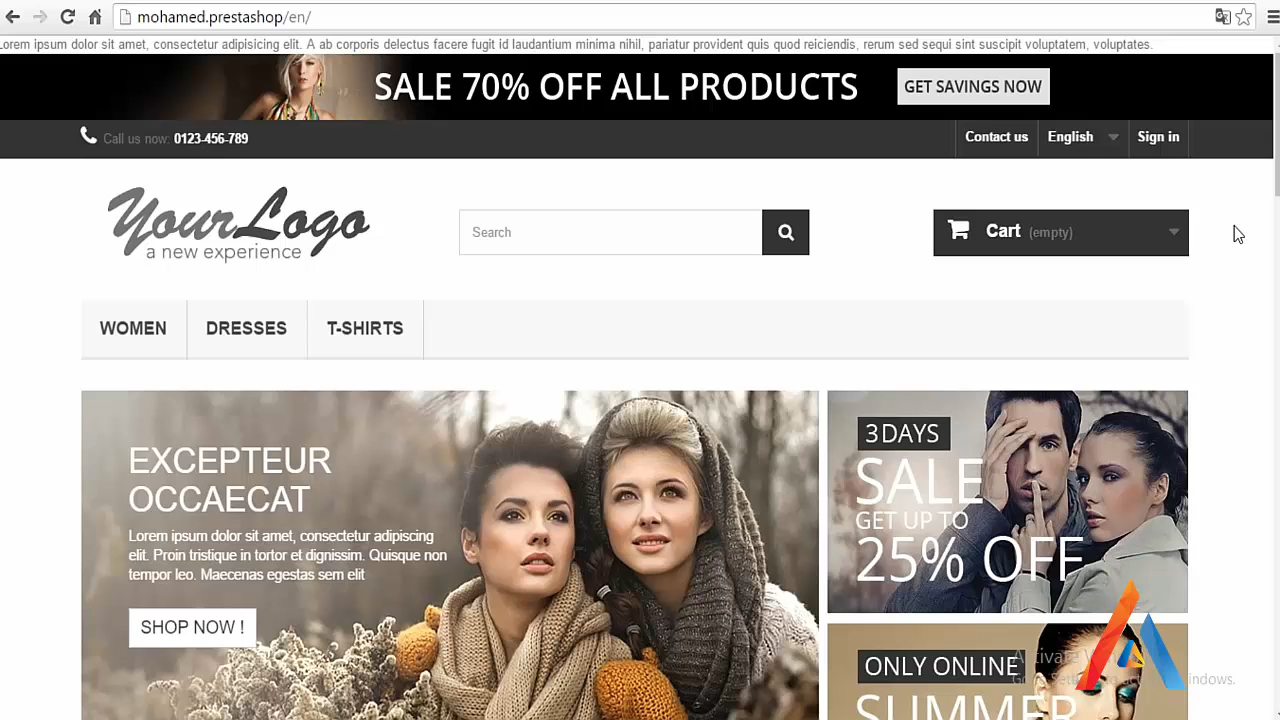 mohamed.prestashop/en/
Lorem ipsum dolor sit amet, consectetur adipisicing elit. A ab corporis delectus facere fugit id laudantium minima nihil, pariatur provident quis quod reiciendis, rerum sed sequi sint suscipit voluptatem, voluptates.
SALE 70% OFF ALL PRODUCTS
GET SAVINGS NOW
Call us now: 0123-456-789
Contact us
English
Sign in
YourLogo
a new experience
Search
Cart (empty)
WOMEN
DRESSES
T-SHIRTS
EXCEPTEUR
OCCAECAT
Lorem ipsum dolor sit amet, consectetur adipiscing
elit. Proin tristique in tortor et dignissim. Quisque non
tempor leo. Maecenas egestas sem elit
SHOP NOW !
3DAYS
SALE
GET UP TO
25% OFF
ONLY ONLINE
SUMMER